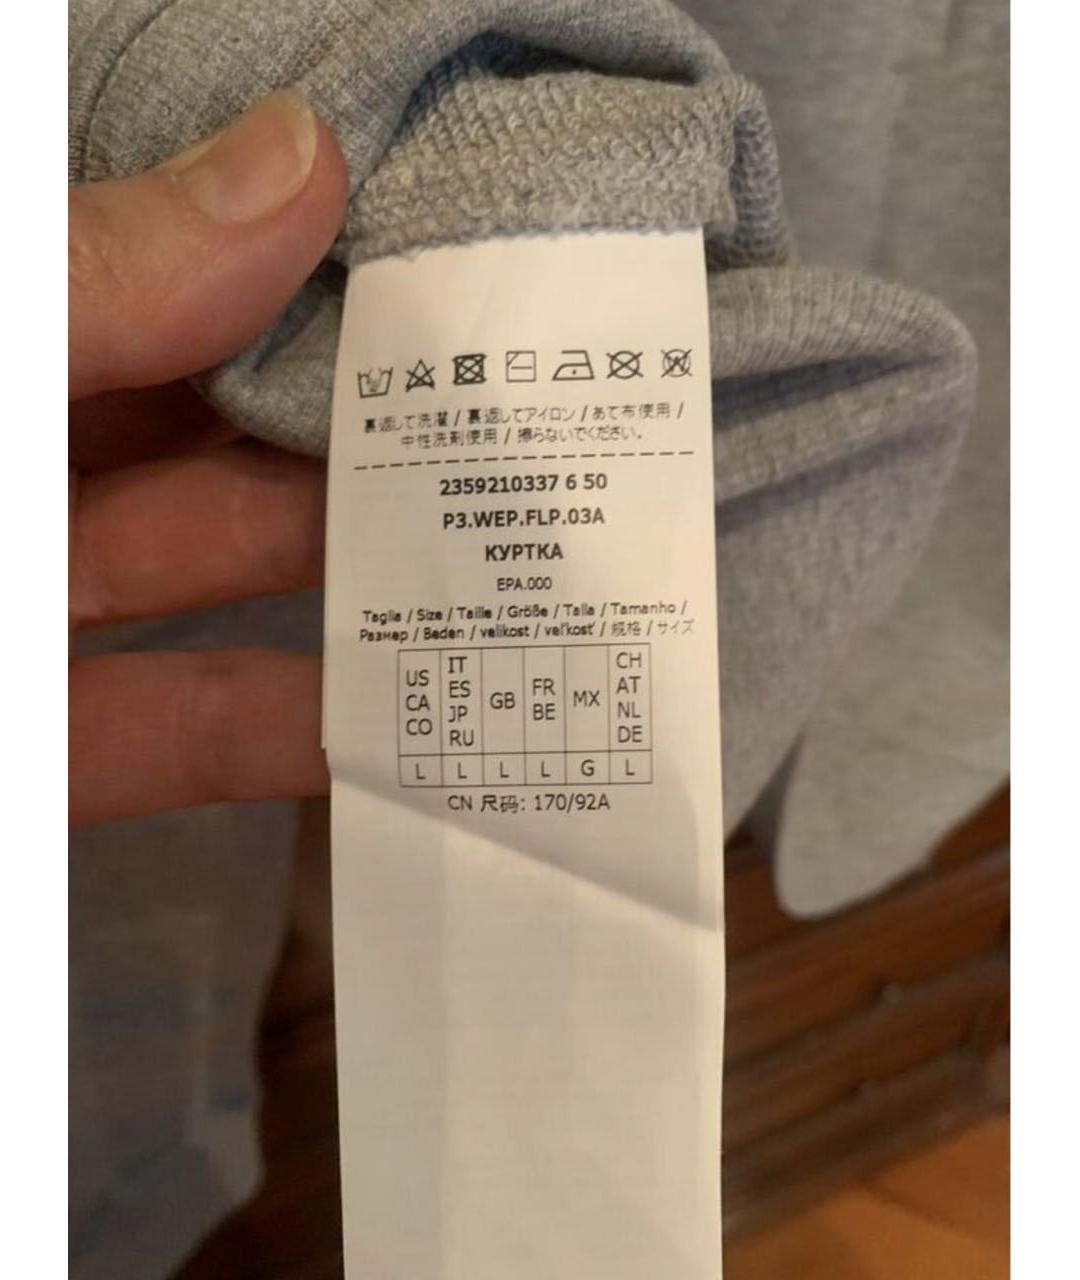 裏返して洗濯 / 裏返してアイロン / あて布使用 /
中性洗剤使用 / 擦らないでください。
2359210337 6 50
P3.WEP.FLP.03A
КУРТКА
EPA.000
Taglia / Size / Taille / Größe / Talla / Tamanho /
Размер / Beden / velikost / veľkosť / 规格 / サイズ
US CA CO IT ES JP RU GB FR BE MX CH AT NL DE
L L L L G L
CN 尺码: 170/92A